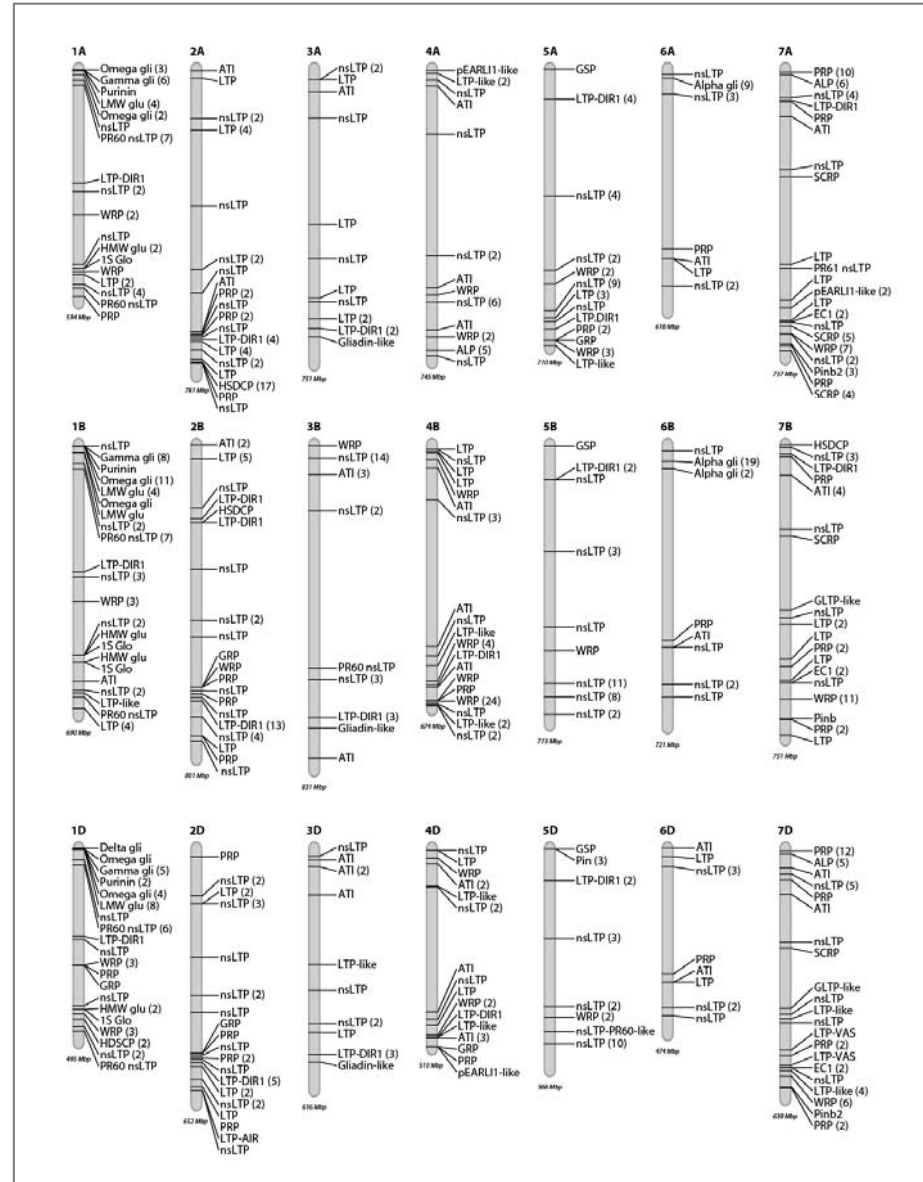 1A
Omega gli (3)
Gamma gli (6)
Purinin
LMW glu (4)
Omega gli (2)
nsLTP
PR60 nsLTP (7)
LTP-DIR1
nsLTP (2)
WRP (2)
nsLTP
HMW glu (2)
1S Glo
WRP
LTP (2)
nsLTP (4)
PR60 nsLTP
PRP
594 Mbp
2A
ATI
LTP
nsLTP (2)
LTP (4)
nsLTP
nsLTP (2)
nsLTP
ATI
PRP (2)
nsLTP
PRP (2)
nsLTP
LTP-DIR1 (4)
LTP (4)
nsLTP (2)
LTP
HSDCP (17)
PRP
nsLTP
781 Mbp
3A
nsLTP (2)
LTP
ATI
nsLTP
LTP
nsLTP
LTP
nsLTP
LTP (2)
LTP-DIR1 (2)
Gliadin-like
751 Mbp
4A
pEARLI1-like
LTP-like (2)
nsLTP
ATI
nsLTP
nsLTP (2)
ATI
WRP
nsLTP (6)
ATI
WRP (2)
ALP (5)
nsLTP
745 Mbp
5A
GSP
LTP-DIR1 (4)
nsLTP (4)
nsLTP (2)
WRP (2)
nsLTP (9)
LTP (3)
nsLTP
LTP.DIR1
PRP (2)
GRP
WRP (3)
LTP-like
710 Mbp
6A
nsLTP
Alpha gli (9)
nsLTP (3)
PRP
ATI
LTP
nsLTP (2)
618 Mbp
7A
PRP (10)
ALP (6)
nsLTP (4)
LTP-DIR1
PRP
ATI
nsLTP
SCRP
LTP
PR61 nsLTP
LTP
pEARLI1-like (2)
LTP
EC1 (2)
nsLTP
SCRP (5)
WRP (7)
nsLTP (2)
Pinb2 (3)
PRP
SCRP (4)
737 Mbp
1B
nsLTP
Gamma gli (8)
Purinin
Omega gli (11)
LMW glu (4)
Omega gli
LMW glu
nsLTP (2)
PR60 nsLTP (7)
LTP-DIR1
nsLTP (3)
WRP (3)
nsLTP (2)
HMW glu
1S Glo
HMW glu
1S Glo
ATI
nsLTP (2)
LTP-like
PR60 nsLTP
LTP (4)
690 Mbp
2B
ATI (2)
LTP (5)
nsLTP
LTP-DIR1
HSDCP
LTP-DIR1
nsLTP
nsLTP (2)
nsLTP
GRP
WRP
PRP
nsLTP
PRP
nsLTP
LTP-DIR1 (13)
nsLTP (4)
LTP
PRP
nsLTP
801 Mbp
3B
WRP
nsLTP (14)
ATI (3)
nsLTP (2)
PR60 nsLTP
nsLTP (3)
LTP-DIR1 (3)
Gliadin-like
ATI
831 Mbp
4B
LTP
nsLTP
LTP
LTP
WRP
ATI
nsLTP (3)
ATI
nsLTP
LTP-like
WRP (4)
LTP-DIR1
ATI
WRP
PRP
WRP (24)
nsLTP
LTP-like (2)
nsLTP (2)
674 Mbp
5B
GSP
LTP-DIR1 (2)
nsLTP
nsLTP (3)
nsLTP
WRP
nsLTP (11)
nsLTP (8)
nsLTP (2)
713 Mbp
6B
nsLTP
Alpha gli (19)
Alpha gli (2)
PRP
ATI
nsLTP
nsLTP (2)
nsLTP
721 Mbp
7B
HSDCP
nsLTP (3)
LTP-DIR1
PRP
ATI (4)
nsLTP
SCRP
GLTP-like
nsLTP
LTP (2)
LTP
PRP (2)
LTP
EC1 (2)
nsLTP
WRP (11)
Pinb
PRP (2)
LTP
751 Mbp
1D
Delta gli
Omega gli
Gamma gli (5)
Purinin (2)
Omega gli (4)
LMW glu (8)
nsLTP
PR60 nsLTP (6)
LTP-DIR1
nsLTP
WRP (3)
PRP
GRP
nsLTP
HMW glu (2)
1S Glo
WRP (3)
HDSCP (2)
nsLTP (2)
PR60 nsLTP
495 Mbp
2D
PRP
nsLTP (2)
LTP (2)
nsLTP (3)
nsLTP
nsLTP (2)
nsLTP
GRP
PRP
nsLTP
PRP (2)
nsLTP
LTP-DIR1 (5)
LTP (2)
nsLTP (2)
LTP
PRP
LTP-AIR
nsLTP
652 Mbp
3D
nsLTP
ATI
ATI (2)
ATI
LTP-like
nsLTP
nsLTP (2)
LTP
LTP-DIR1 (3)
Gliadin-like
616 Mbp
4D
nsLTP
LTP
WRP
ATI (2)
LTP-like
nsLTP (2)
ATI
nsLTP
LTP
WRP (2)
LTP-DIR1
LTP-like
ATI (3)
GRP
PRP
pEARLI1-like
510 Mbp
5D
GSP
Pin (3)
LTP-DIR1 (2)
nsLTP (3)
nsLTP (2)
WRP (2)
nsLTP-PR60-like
nsLTP (10)
566 Mbp
6D
ATI
LTP
nsLTP (3)
PRP
ATI
LTP
nsLTP (2)
nsLTP
474 Mbp
7D
PRP (12)
ALP (5)
ATI
nsLTP (5)
PRP
ATI
nsLTP
SCRP
GLTP-like
nsLTP
LTP-like
nsLTP
LTP-VAS
PRP (2)
LTP-VAS
EC1 (2)
nsLTP
LTP-like (4)
WRP (6)
Pinb2
PRP (2)
639 Mbp